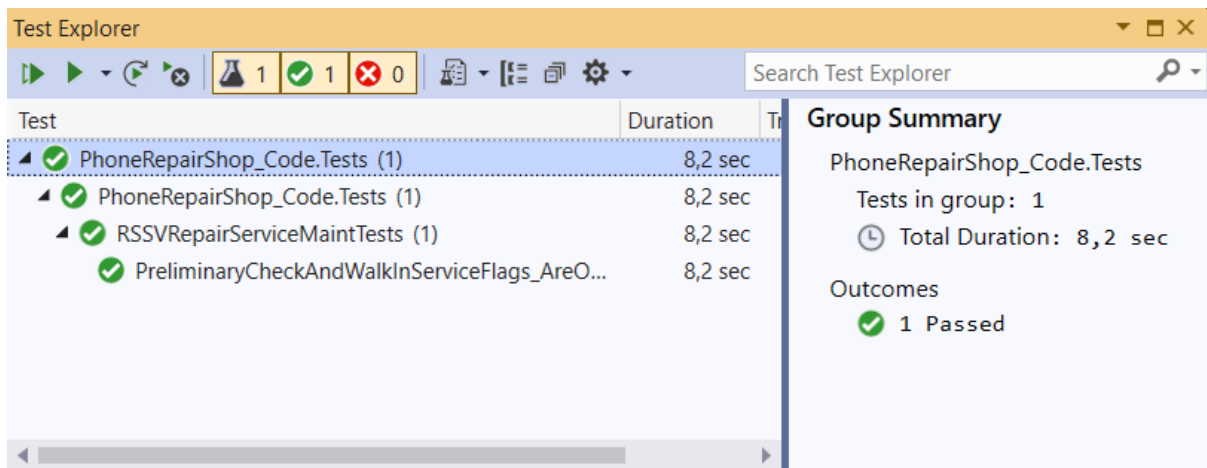 Test Explorer
1 1 0 Search Test Explorer
Test Duration Tr
PhoneRepairShop_Code.Tests (1) 8,2 sec
PhoneRepairShop_Code.Tests (1) 8,2 sec
RSSVRepairServiceMaintTests (1) 8,2 sec
PreliminaryCheckAndWalkInServiceFlags_AreO... 8,2 sec
Group Summary
PhoneRepairShop_Code.Tests
Tests in group: 1
Total Duration: 8,2 sec
Outcomes
1 Passed